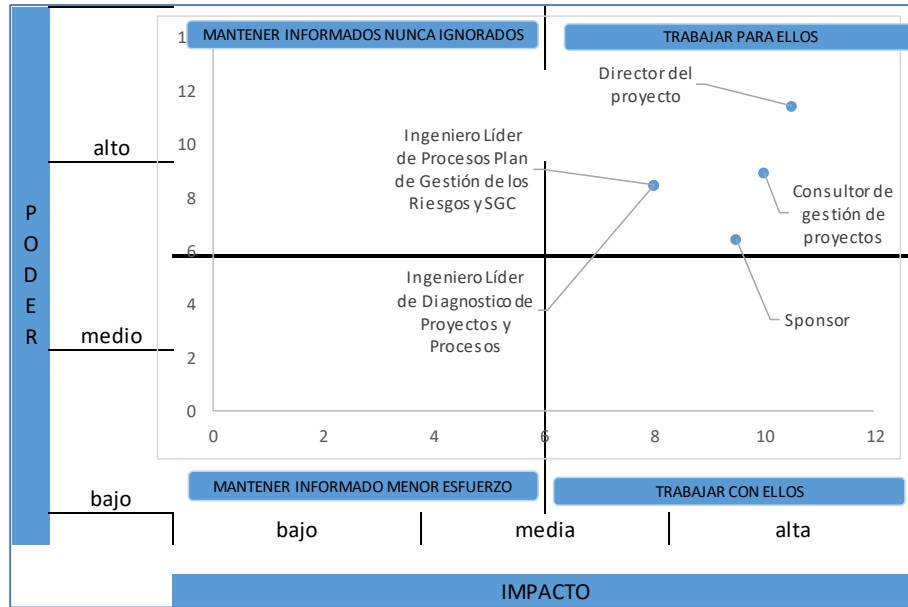 MANTENER INFORMADOS NUNCA IGNORADOS
TRABAJAR PARA ELLOS
PODER
alto
medio
bajo
12
10
8
6
4
2
0
Director del
proyecto
Ingeniero Líder
de Procesos Plan
de Gestión de los
Riesgos y SGC
Consultor de
gestión de
proyectos
Ingeniero Líder
de Diagnostico de
Proyectos y
Procesos
Sponsor
0 2 4 6 8 10 12
MANTENER INFORMADO MENOR ESFUERZO
TRABAJAR CON ELLOS
bajo
media
alta
IMPACTO